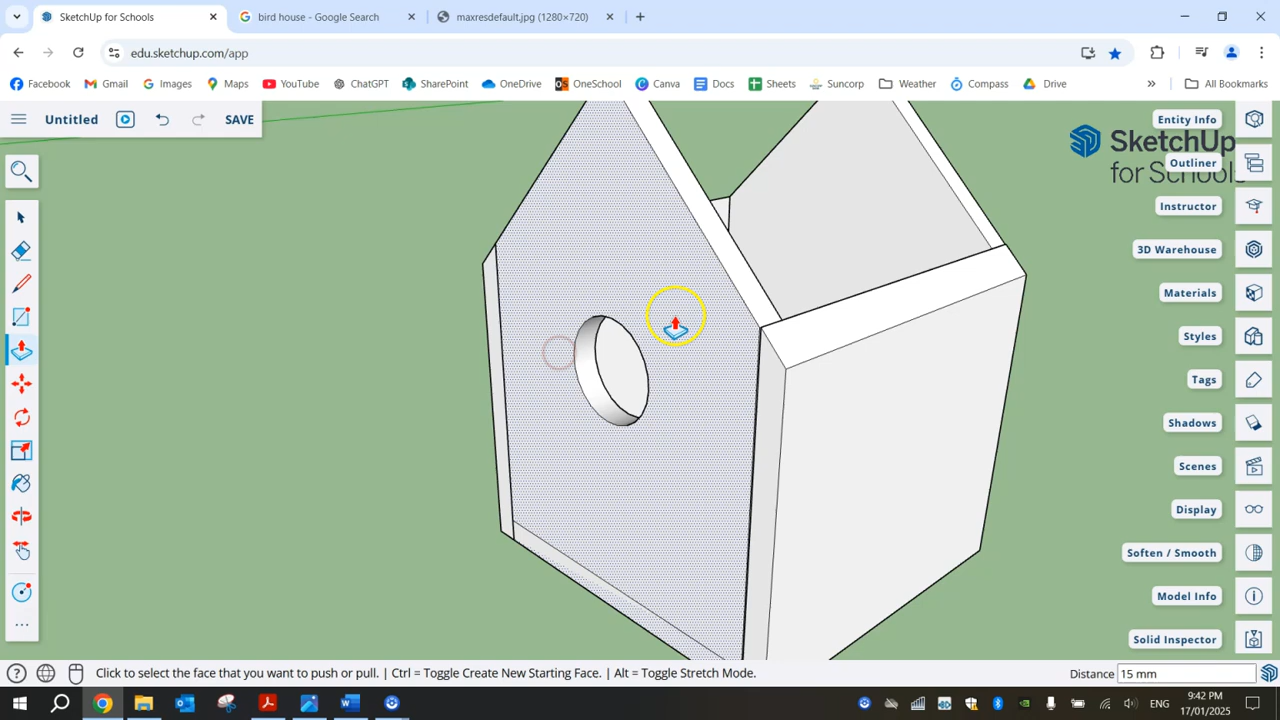 SketchUp for Schools
bird house - Google Search
maxresdefault.jpg (1280×720)
edu.sketchup.com/app
Facebook
Gmail
Images
Maps
YouTube
ChatGPT
SharePoint
OneDrive
OneSchool
Canva
Docs
Sheets
Suncorp
Weather
Compass
Drive
All Bookmarks
Untitled
SAVE
SketchUp
for Schools
Entity Info
Outliner
Instructor
3D Warehouse
Materials
Styles
Tags
Shadows
Scenes
Display
Soften / Smooth
Model Info
Solid Inspector
Click to select the face that you want to push or pull. | Ctrl = Toggle Create New Starting Face. | Alt = Toggle Stretch Mode.
Distance 15 mm
ENG
9:42 PM
17/01/2025